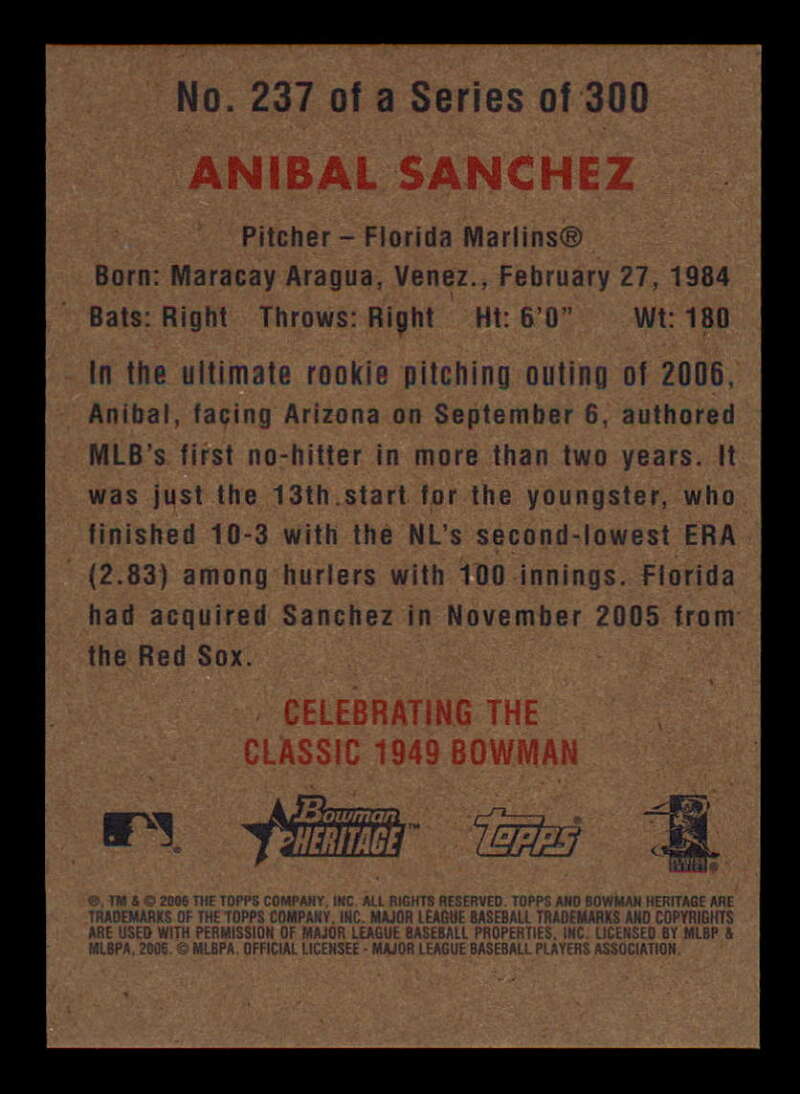 No. 237 of a Series of 300
ANIBAL SANCHEZ
Pitcher – Florida Marlins®
Born: Maracay Aragua, Venez., February 27, 1984
Bats: Right Throws: Right Ht: 6'0" Wt: 180
In the ultimate rookie pitching outing of 2006,
Anibal, facing Arizona on September 6, authored
MLB's first no-hitter in more than two years. It
was just the 13th start for the youngster, who
finished 10-3 with the NL's second-lowest ERA
(2.83) among hurlers with 100 innings. Florida
had acquired Sanchez in November 2005 from
the Red Sox.
CELEBRATING THE
CLASSIC 1949 BOWMAN
Bowman HERITAGE™ TOPPS®
®, TM & © 2006 THE TOPPS COMPANY, INC. ALL RIGHTS RESERVED. TOPPS AND BOWMAN HERITAGE ARE
TRADEMARKS OF THE TOPPS COMPANY, INC. MAJOR LEAGUE BASEBALL TRADEMARKS AND COPYRIGHTS
ARE USED WITH PERMISSION OF MAJOR LEAGUE BASEBALL PROPERTIES, INC. LICENSED BY MLBP &
MLBPA, 2006. © MLBPA. OFFICIAL LICENSEE - MAJOR LEAGUE BASEBALL PLAYERS ASSOCIATION.